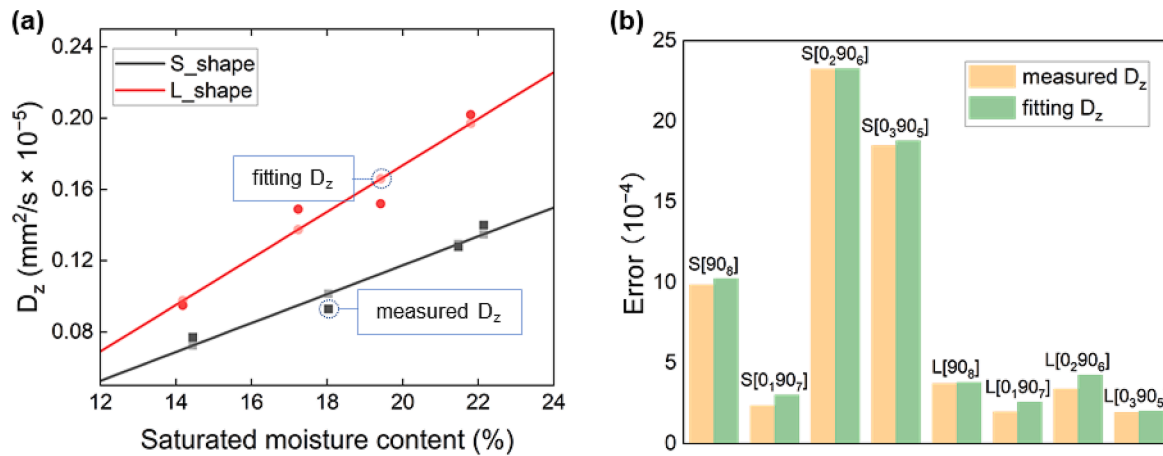 (a)
0.24
0.20
0.16
0.12
0.08
D_z (mm²/s × 10⁻⁵)
S_shape
L_shape
fitting D_z
measured D_z
12 14 16 18 20 22 24
Saturated moisture content (%)
(b)
25
20
15
10
5
0
Error (10⁻⁴)
measured D_z
fitting D_z
S[90₈]
S[0₁90₇]
S[0₂90₆]
S[0₃90₅]
L[90₈]
L[0₁90₇]
L[0₂90₆]
L[0₃90₅